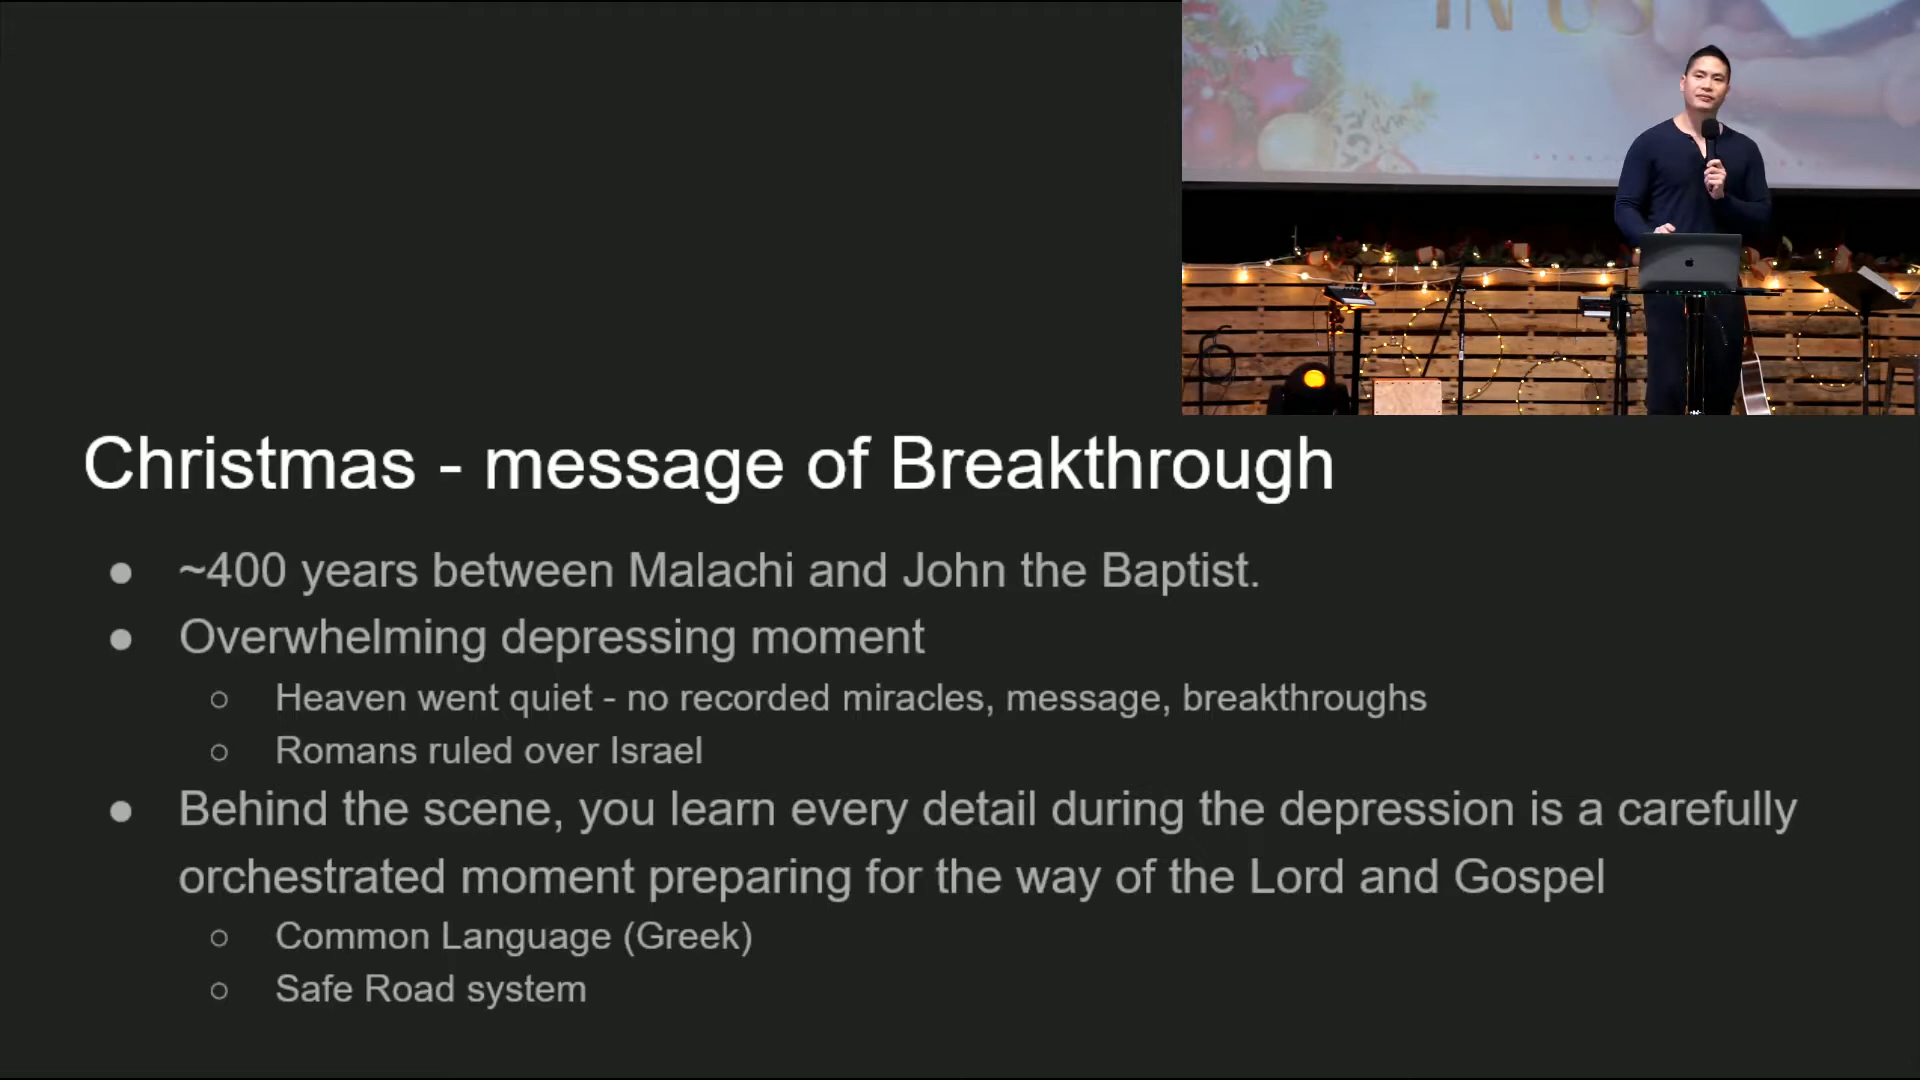 IN US
Christmas - message of Breakthrough
● ~400 years between Malachi and John the Baptist.
● Overwhelming depressing moment
○ Heaven went quiet - no recorded miracles, message, breakthroughs
○ Romans ruled over Israel
● Behind the scene, you learn every detail during the depression is a carefully
orchestrated moment preparing for the way of the Lord and Gospel
○ Common Language (Greek)
○ Safe Road system